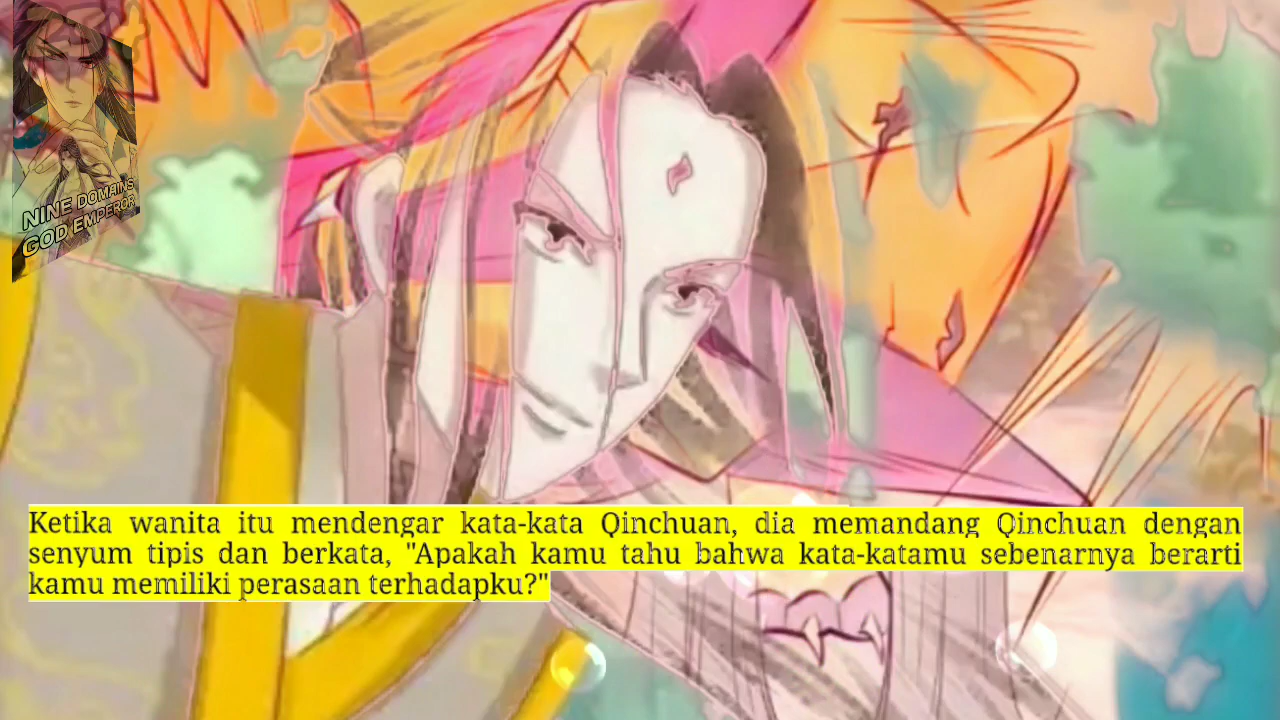 NINE DOMAINS
GOD EMPEROR
Ketika wanita itu mendengar kata-kata Qinchuan, dia memandang Qinchuan dengan
senyum tipis dan berkata, "Apakah kamu tahu bahwa kata-katamu sebenarnya berarti
kamu memiliki perasaan terhadapku?"